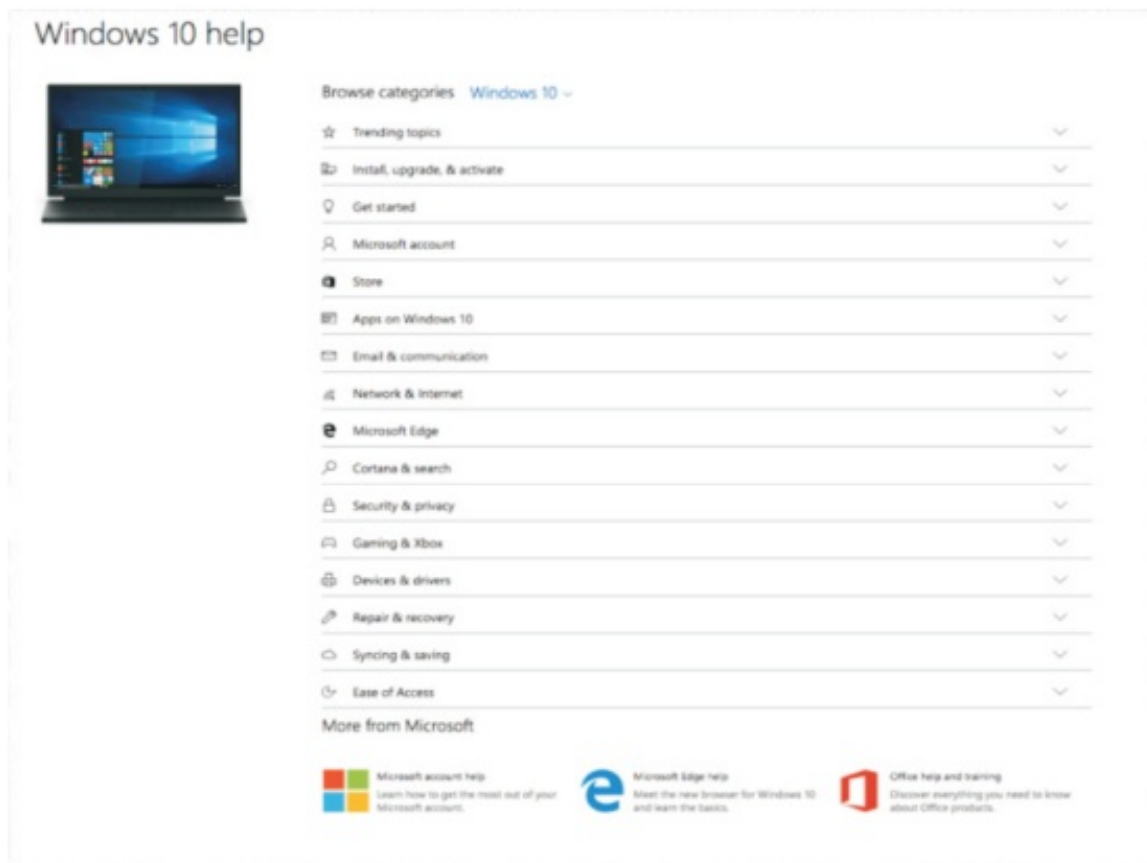 Windows 10 help
Browse categories Windows 10
Trending topics
Install, upgrade, & activate
Get started
Microsoft account
Store
Apps on Windows 10
Email & communication
Network & Internet
Microsoft Edge
Cortana & search
Security & privacy
Gaming & Xbox
Devices & drivers
Repair & recovery
Syncing & saving
Ease of Access
More from Microsoft
Microsoft account help
Learn how to get the most out of your
Microsoft account.
Microsoft Edge help
Meet the new browser for Windows 10
and learn the basics.
Office help and training
Discover everything you need to know
about Office products.